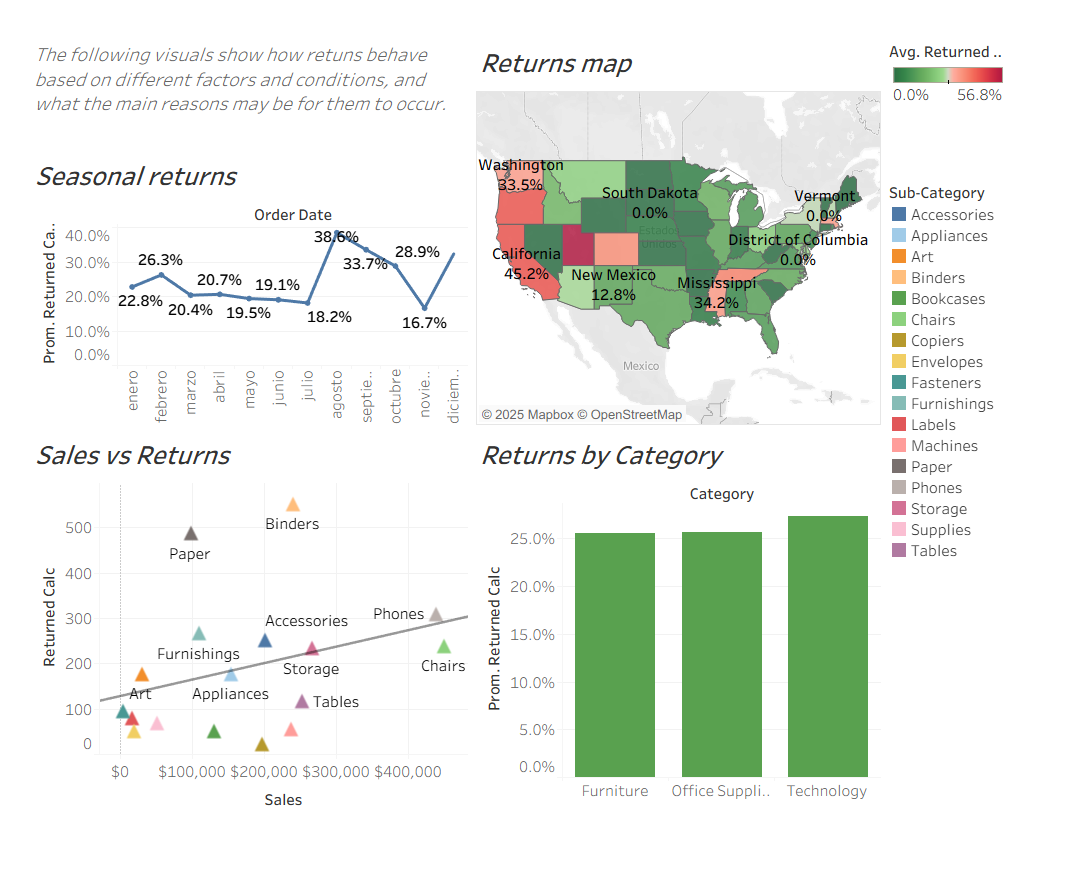 The following visuals show how retuns behave
based on different factors and conditions, and
what the main reasons may be for them to occur.
Seasonal returns
Order Date
Prom. Returned Ca..
40.0%
30.0%
20.0%
10.0%
0.0%
22.8%
26.3%
20.4%
20.7%
19.5%
19.1%
18.2%
38.6%
33.7%
28.9%
16.7%
enero
febrero
marzo
abril
mayo
junio
julio
agosto
septie..
octubre
novie..
diciem..
Returns map
Washington
33.5%
South Dakota
0.0%
Vermont
0.0%
Estados
Unidos
District of Columbia
0.0%
California
45.2%
New Mexico
12.8%
Mississippi
34.2%
Mexico
© 2025 Mapbox © OpenStreetMap
Avg. Returned ..
0.0% 56.8%
Sub-Category
Accessories
Appliances
Art
Binders
Bookcases
Chairs
Copiers
Envelopes
Fasteners
Furnishings
Labels
Machines
Paper
Phones
Storage
Supplies
Tables
Sales vs Returns
Returned Calc
500
400
300
200
100
0
Binders
Paper
Accessories
Phones
Furnishings
Storage
Chairs
Art
Appliances
Tables
$0 $100,000 $200,000 $300,000 $400,000
Sales
Returns by Category
Category
Prom. Returned Calc
25.0%
20.0%
15.0%
10.0%
5.0%
0.0%
Furniture Office Suppli.. Technology